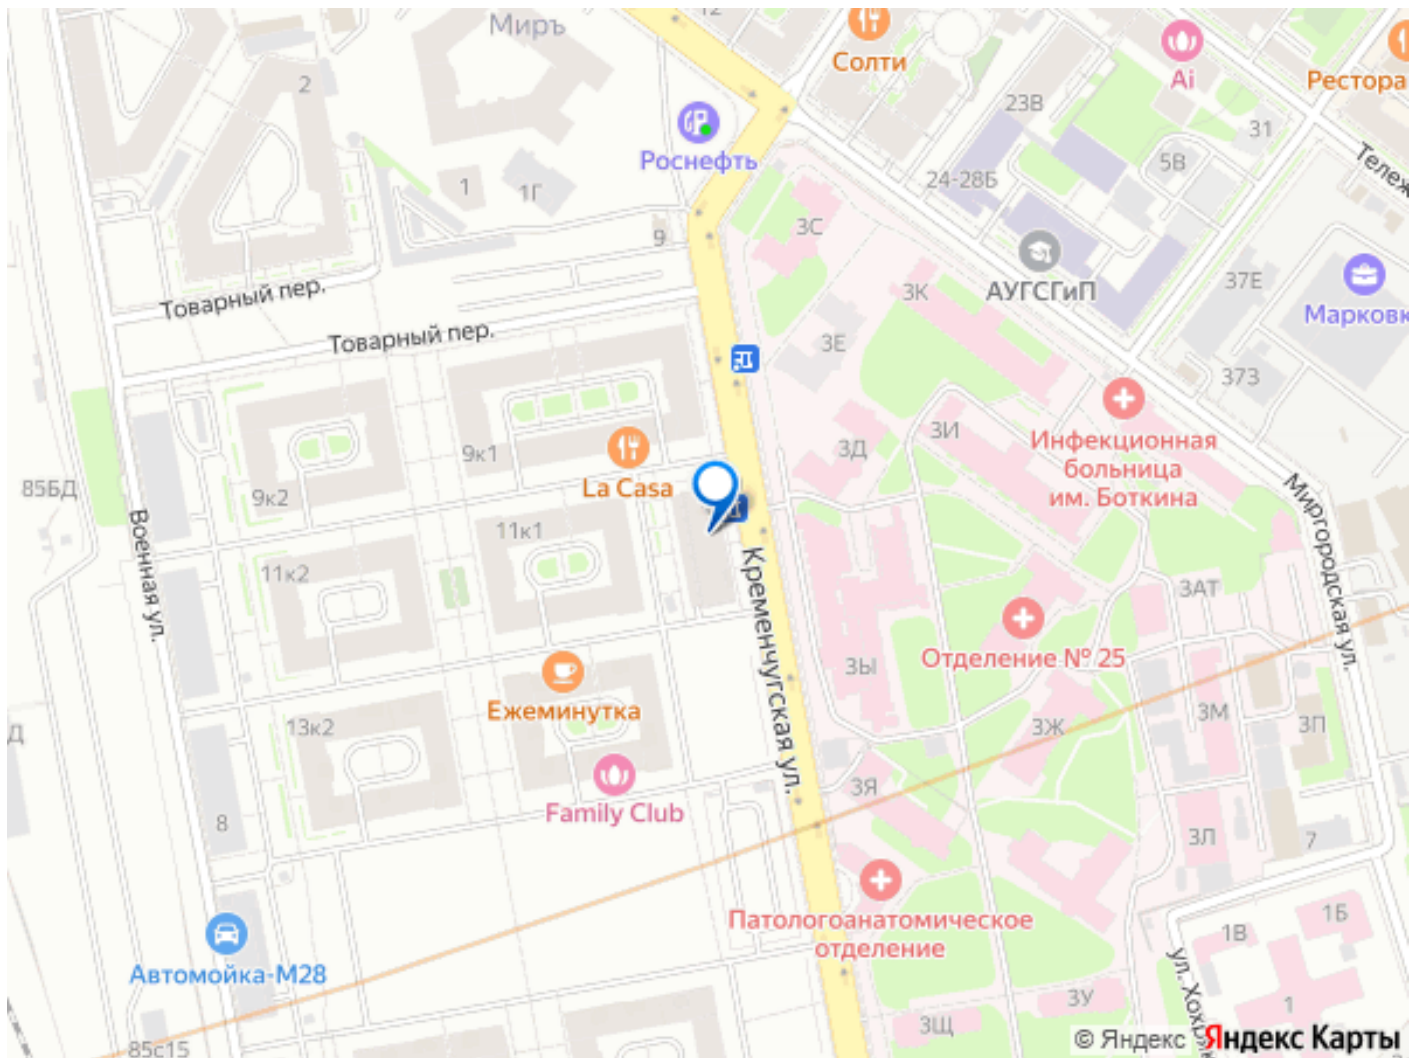 12
Миръ
Солти
Ai
Рестора
2
23В
31
Роснефть
5В
Тележ
1
1Г
24-28Б
3С
9
АУГСГиП
37Е
3К
Марковк
Товарный пер.
Товарный пер.
3Е
373
3И
Инфекционная
больница
им. Боткина
3Д
9к1
La Casa
85БД
9к2
Миргородская ул.
11к1
Военная ул.
11к2
Кременчугская ул.
3АТ
Отделение № 25
3Ы
Ежеминутка
3М
3П
3Ж
Д
13к2
3Я
Family Club
8
3Л
7
Патологоанатомическое
отделение
1Б
1В
Автомойка-М28
3У
1
3Щ
85с15
© Яндекс Яндекс Карты